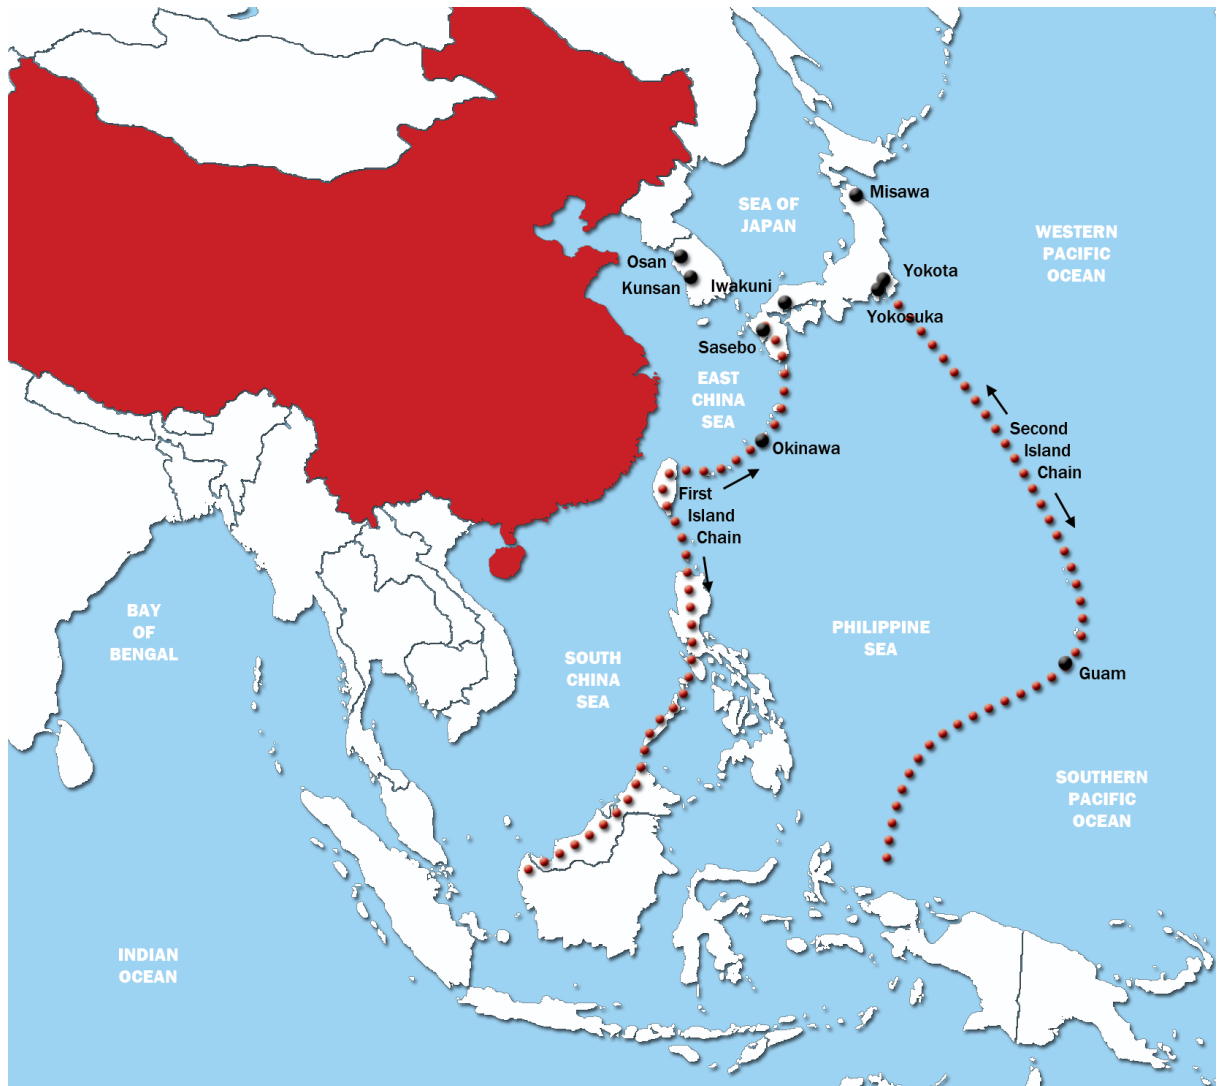 Misawa
SEA OF
JAPAN
WESTERN
PACIFIC
OCEAN
Osan
Kunsan
Iwakuni
Yokota
Yokosuka
Sasebo
EAST
CHINA
SEA
Second
Island
Chain
Okinawa
First
Island
Chain
BAY
OF
BENGAL
PHILIPPINE
SEA
SOUTH
CHINA
SEA
Guam
SOUTHERN
PACIFIC
OCEAN
INDIAN
OCEAN